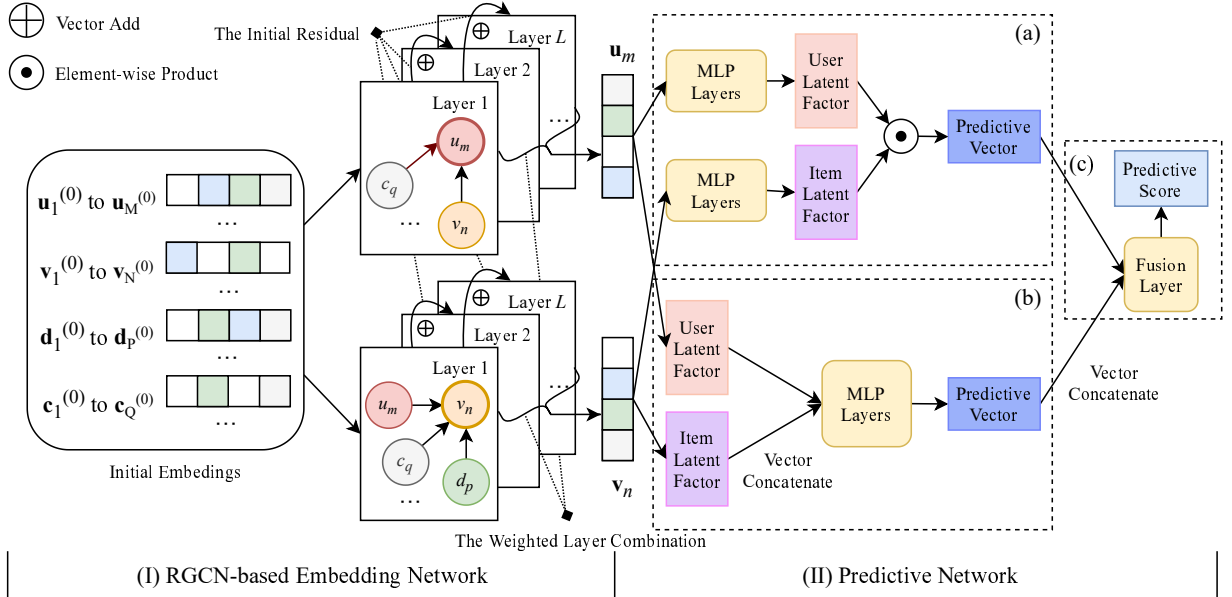 Vector Add
Element-wise Product
The Initial Residual
Layer L
Layer 2
Layer 1
u_m
c_q
v_n
...
...
u_1^(0) to u_M^(0)
...
v_1^(0) to v_N^(0)
...
d_1^(0) to d_P^(0)
...
c_1^(0) to c_Q^(0)
...
Initial Embedings
Layer L
Layer 2
Layer 1
u_m
v_n
c_q
d_p
...
...
The Weighted Layer Combination
u_m
v_n
(a)
MLP
Layers
User
Latent
Factor
MLP
Layers
Item
Latent
Factor
Predictive
Vector
(b)
User
Latent
Factor
Item
Latent
Factor
Vector
Concatenate
MLP
Layers
Predictive
Vector
Vector
Concatenate
(c)
Predictive
Score
Fusion
Layer
(I) RGCN-based Embedding Network
(II) Predictive Network